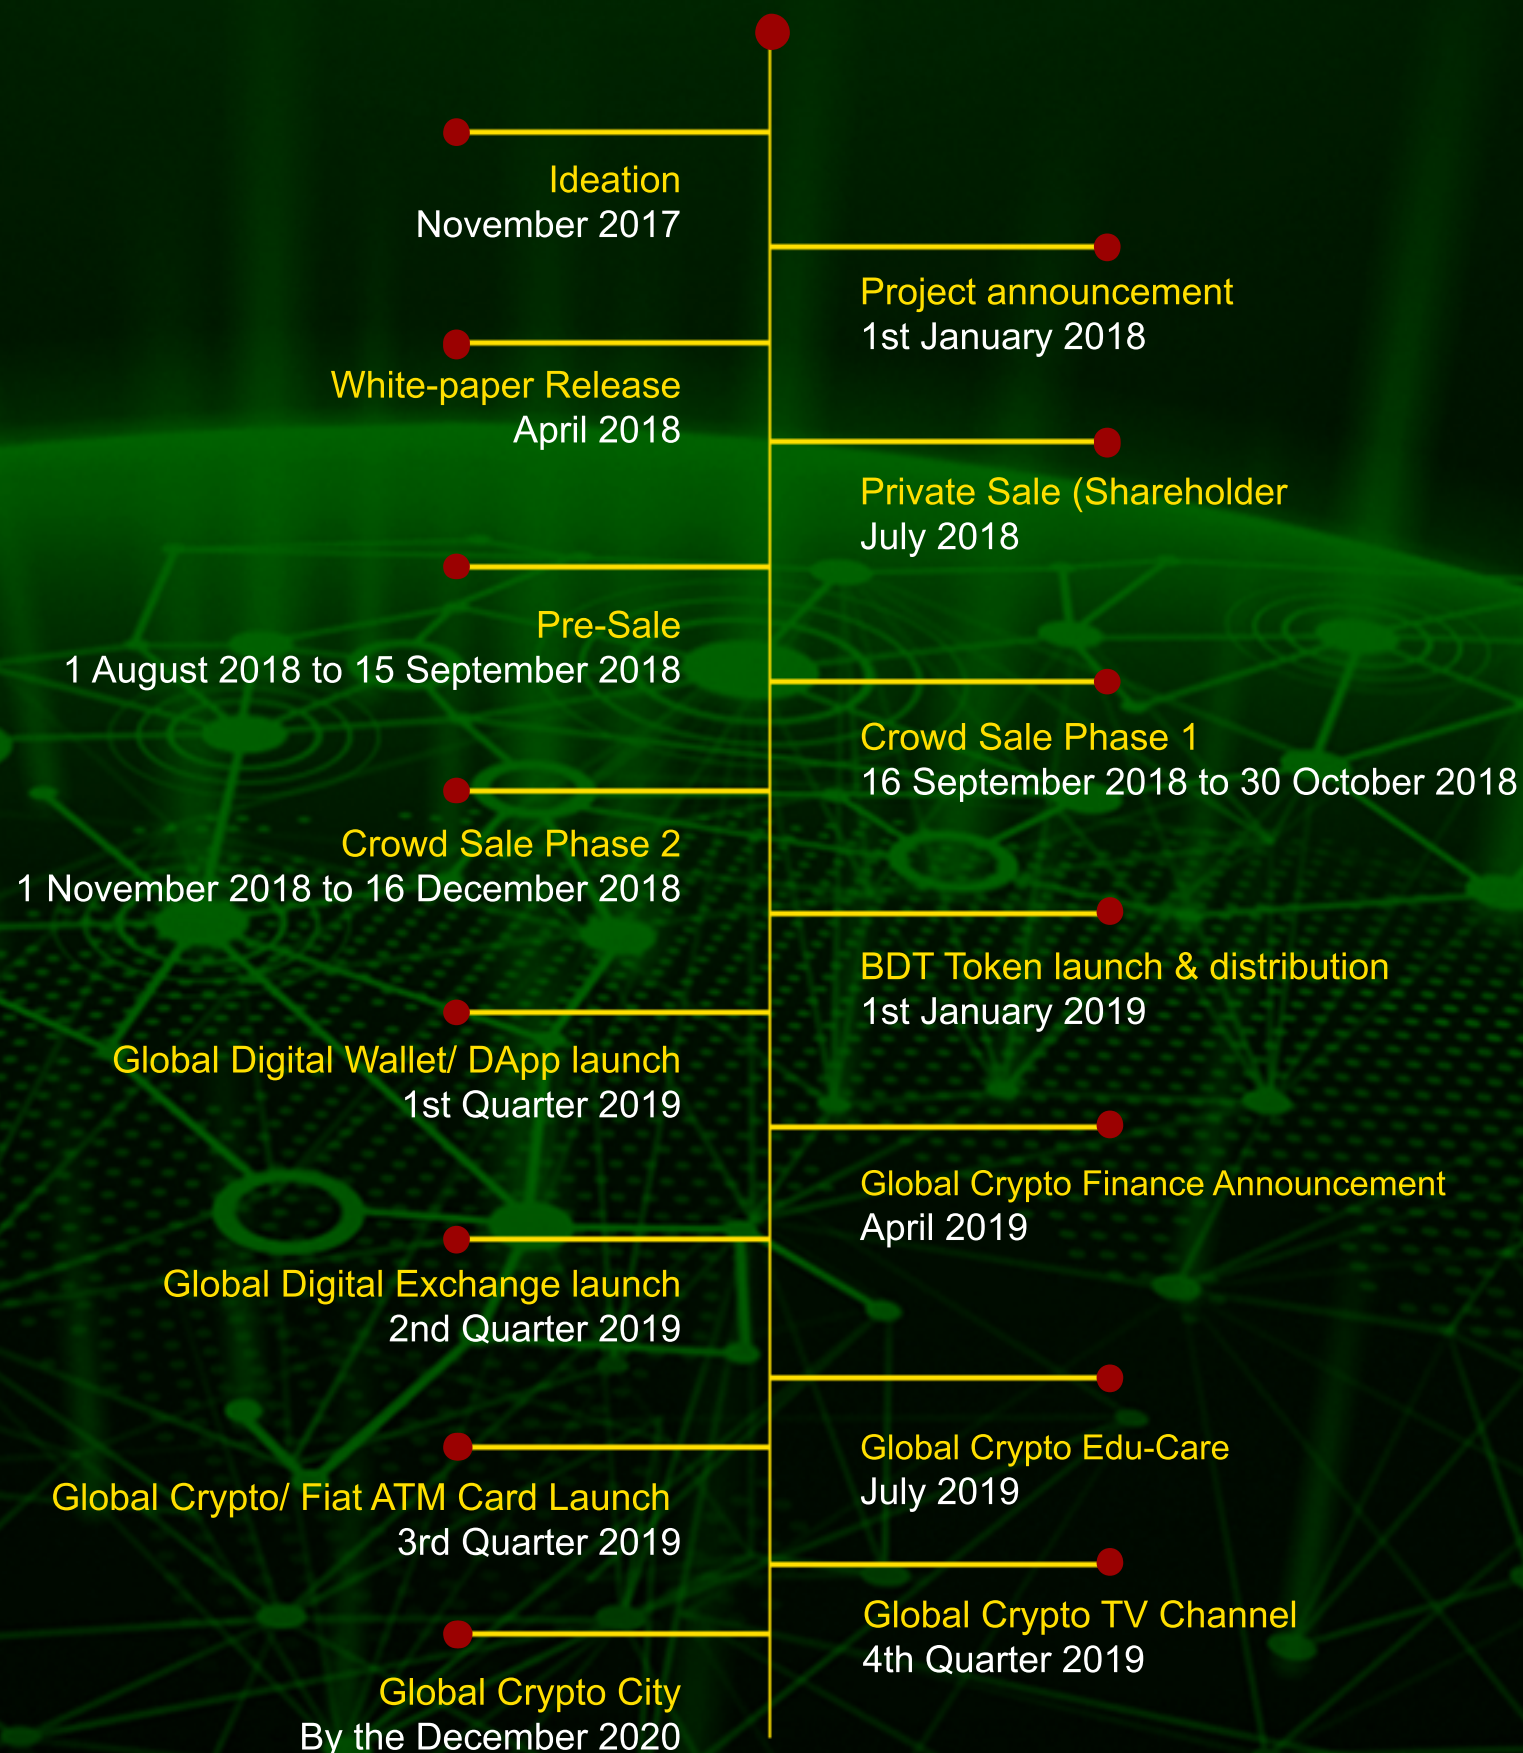 Ideation
November 2017
Project announcement
1st January 2018
White-paper Release
April 2018
Private Sale (Shareholder
July 2018
Pre-Sale
1 August 2018 to 15 September 2018
Crowd Sale Phase 1
16 September 2018 to 30 October 2018
Crowd Sale Phase 2
1 November 2018 to 16 December 2018
BDT Token launch & distribution
1st January 2019
Global Digital Wallet/ DApp launch
1st Quarter 2019
Global Crypto Finance Announcement
April 2019
Global Digital Exchange launch
2nd Quarter 2019
Global Crypto Edu-Care
July 2019
Global Crypto/ Fiat ATM Card Launch
3rd Quarter 2019
Global Crypto TV Channel
4th Quarter 2019
Global Crypto City
By the December 2020